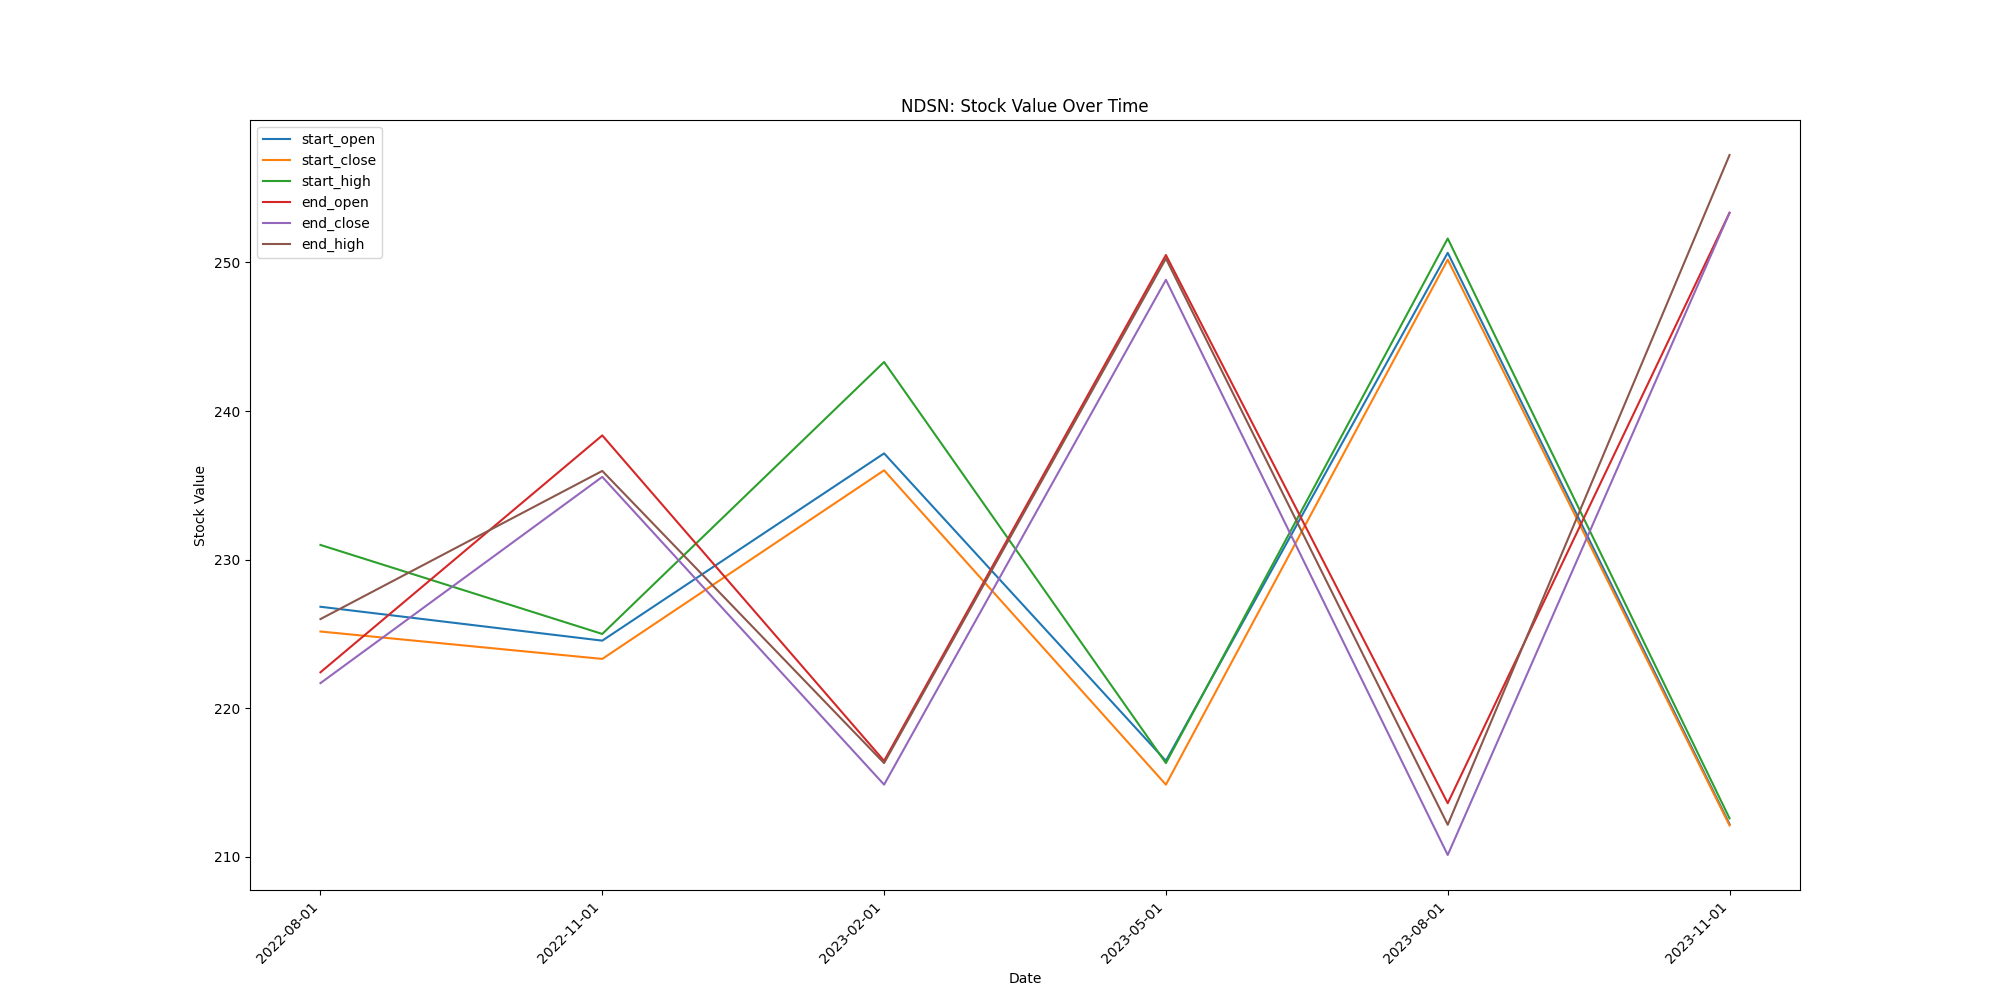 NDSN: Stock Value Over Time
start_open
start_close
start_high
end_open
end_close
end_high
Stock Value
250
240
230
220
210
2022-08-01
2022-11-01
2023-02-01
2023-05-01
2023-08-01
2023-11-01
Date